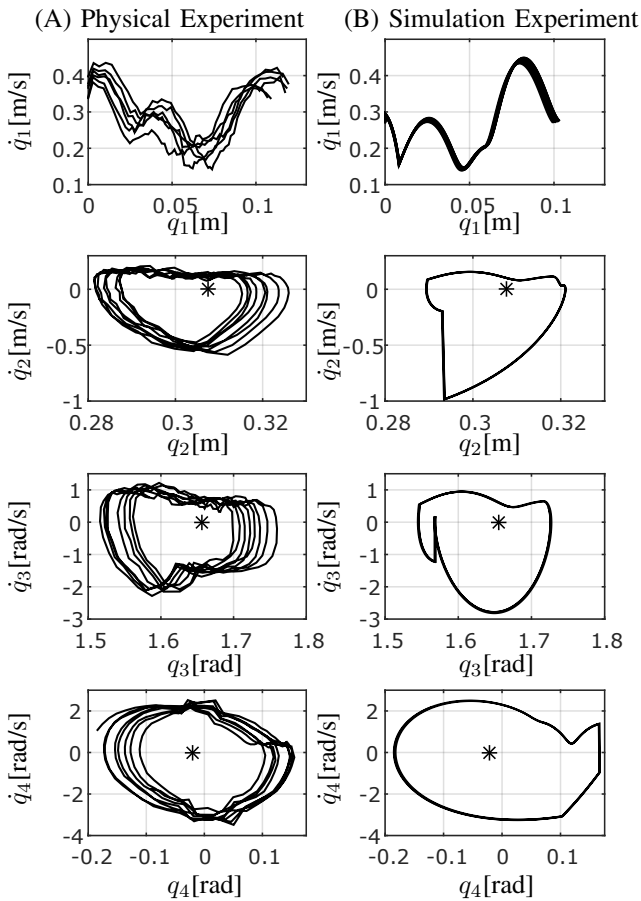 (A) Physical Experiment (B) Simulation Experiment
0.4
0.3
0.2
0.1
q̇₁[m/s]
0 0.05 0.1
q₁[m]
0.4
0.3
0.2
0.1
q̇₁[m/s]
0 0.05 0.1
q₁[m]
0
-0.5
-1
q̇₂[m/s]
0.28 0.3 0.32
q₂[m]
0
-0.5
-1
q̇₂[m/s]
0.28 0.3 0.32
q₂[m]
1
0
-1
-2
-3
q̇₃[rad/s]
1.5 1.6 1.7 1.8
q₃[rad]
1
0
-1
-2
-3
q̇₃[rad/s]
1.5 1.6 1.7 1.8
q₃[rad]
2
0
-2
-4
q̇₄[rad/s]
-0.2 -0.1 0 0.1
q₄[rad]
2
0
-2
-4
q̇₄[rad/s]
-0.2 -0.1 0 0.1
q₄[rad]